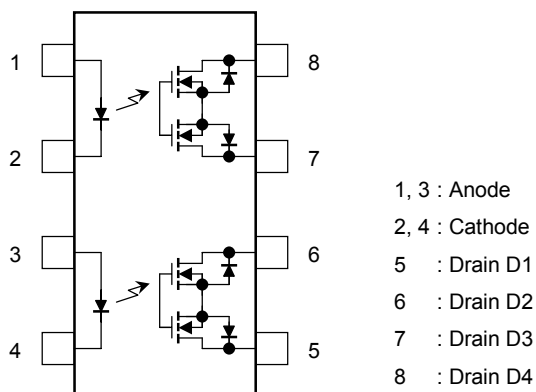 1
2
3
4
8
7
6
5
1, 3 : Anode
2, 4 : Cathode
5 : Drain D1
6 : Drain D2
7 : Drain D3
8 : Drain D4